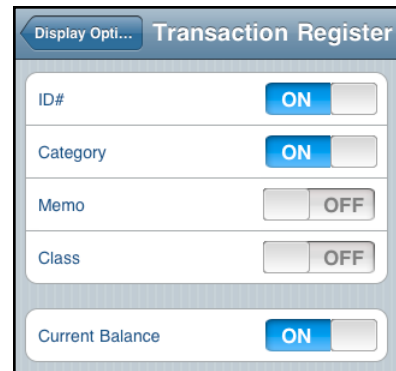 Display Opti... Transaction Register
ID# ON
Category ON
Memo OFF
Class OFF
Current Balance ON